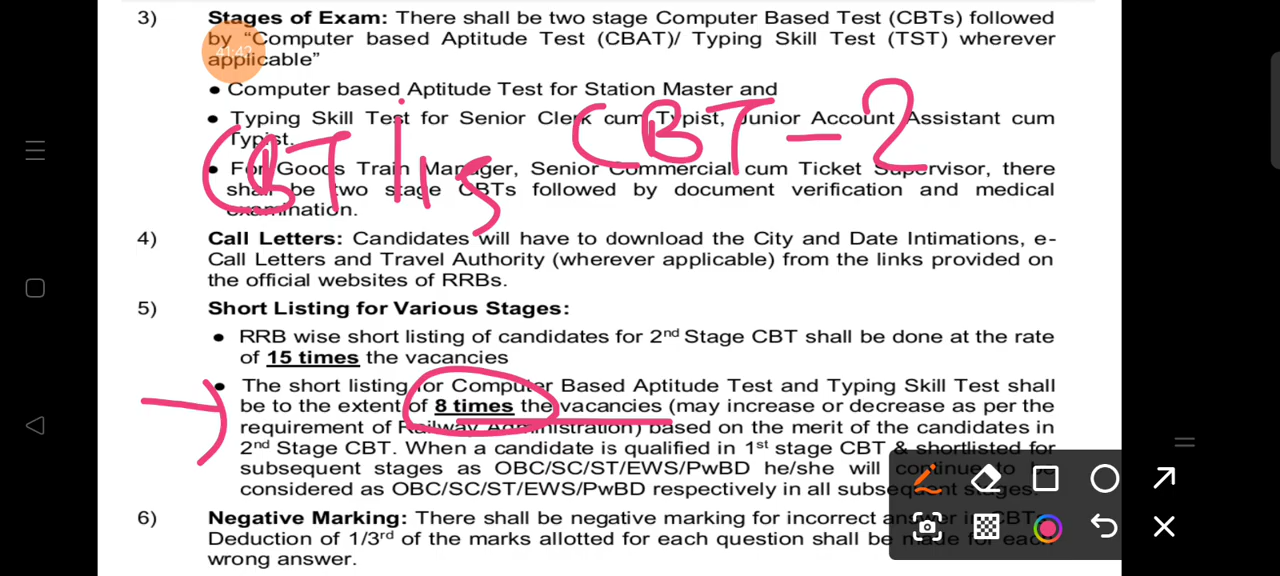 3) Stages of Exam: There shall be two stage Computer Based Test (CBTs) followed
by “Computer based Aptitude Test (CBAT)/ Typing Skill Test (TST) wherever
applicable”
41:42
• Computer based Aptitude Test for Station Master and
• Typing Skill Test for Senior Clerk cum Typist, Junior Account Assistant cum
Typist.
CBT 1 15
CBT-2
• For Goods Train Manager, Senior Commercial cum Ticket Supervisor, there
shall be two stage CBTs followed by document verification and medical
examination.
4) Call Letters: Candidates will have to download the City and Date Intimations, e-
Call Letters and Travel Authority (wherever applicable) from the links provided on
the official websites of RRBs.
5) Short Listing for Various Stages:
• RRB wise short listing of candidates for 2nd Stage CBT shall be done at the rate
of 15 times the vacancies
• The short listing for Computer Based Aptitude Test and Typing Skill Test shall
be to the extent of 8 times the vacancies (may increase or decrease as per the
requirement of Railway Administration) based on the merit of the candidates in
2nd Stage CBT. When a candidate is qualified in 1st stage CBT & shortlisted for
subsequent stages as OBC/SC/ST/EWS/PwBD he/she will continue to be
considered as OBC/SC/ST/EWS/PwBD respectively in all subsequent stages.
6) Negative Marking: There shall be negative marking for incorrect answer in CBTs.
Deduction of 1/3rd of the marks allotted for each question shall be made for each
wrong answer.